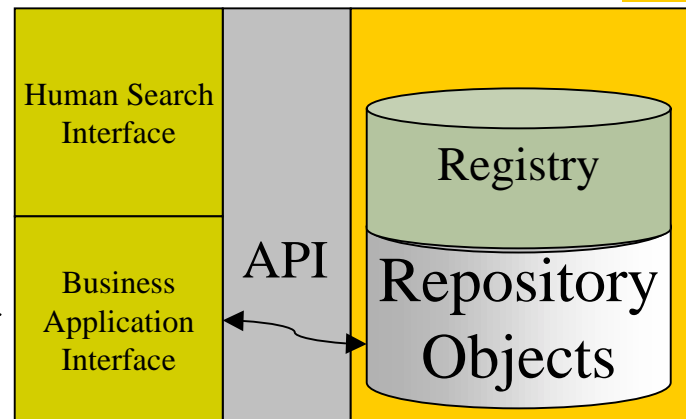 Human Search
Interface
Business
Application
Interface
API
Registry
Repository
Objects